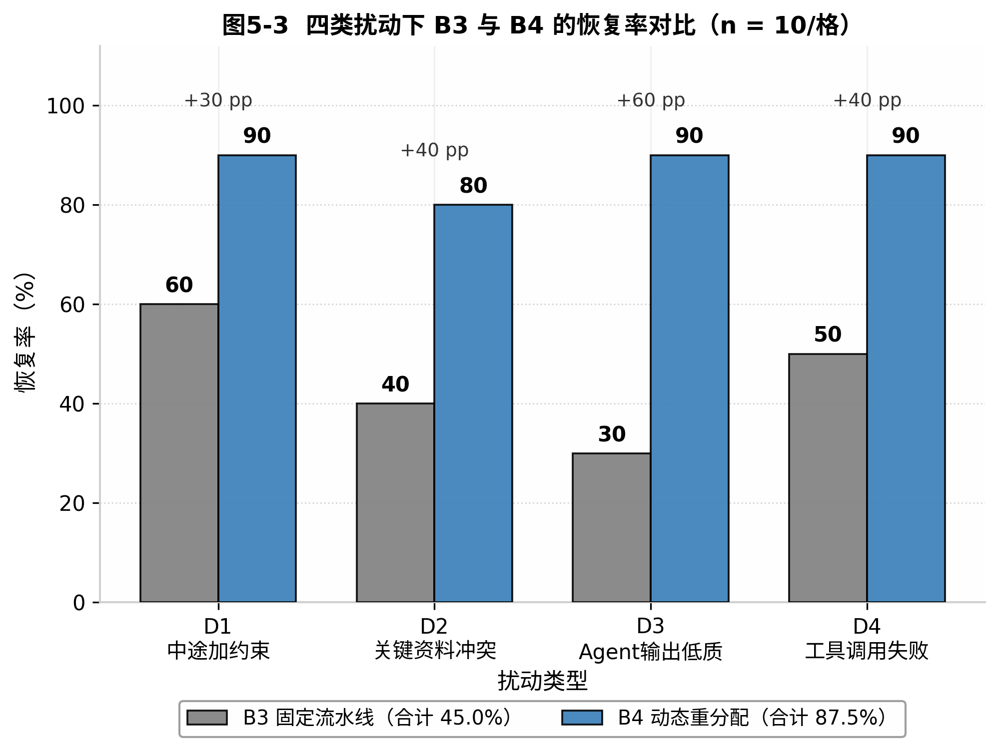 图5-3 四类扰动下 B3 与 B4 的恢复率对比（n = 10/格）
恢复率（%）
100
80
60
40
20
0
+30 pp
+40 pp
+60 pp
+40 pp
60
90
40
80
30
90
50
90
D1
中途加约束
D2
关键资料冲突
D3
Agent输出低质
D4
工具调用失败
扰动类型
B3 固定流水线（合计 45.0%）
B4 动态重分配（合计 87.5%）